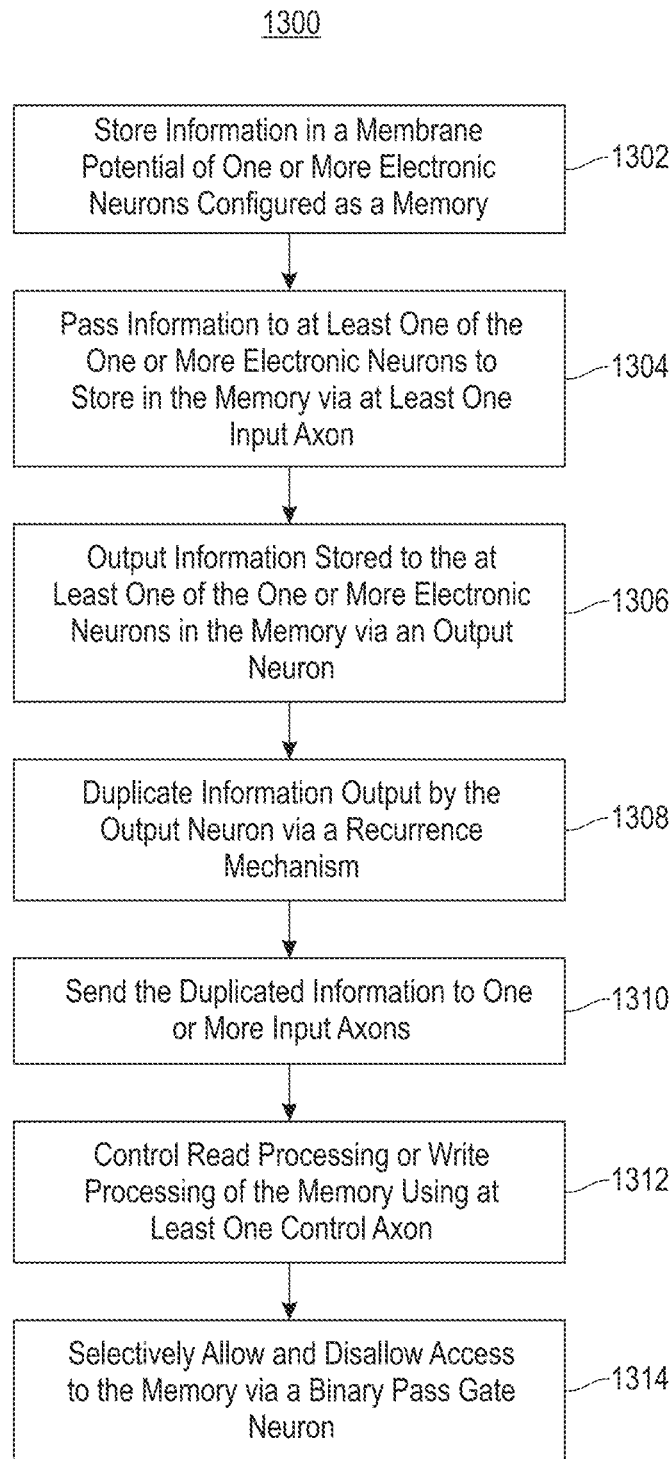 1300
Store Information in a Membrane
Potential of One or More Electronic
Neurons Configured as a Memory
1302
Pass Information to at Least One of the
One or More Electronic Neurons to
Store in the Memory via at Least One
Input Axon
1304
Output Information Stored to the at
Least One of the One or More Electronic
Neurons in the Memory via an Output
Neuron
1306
Duplicate Information Output by the
Output Neuron via a Recurrence
Mechanism
1308
Send the Duplicated Information to One
or More Input Axons
1310
Control Read Processing or Write
Processing of the Memory Using at
Least One Control Axon
1312
Selectively Allow and Disallow Access
to the Memory via a Binary Pass Gate
Neuron
1314